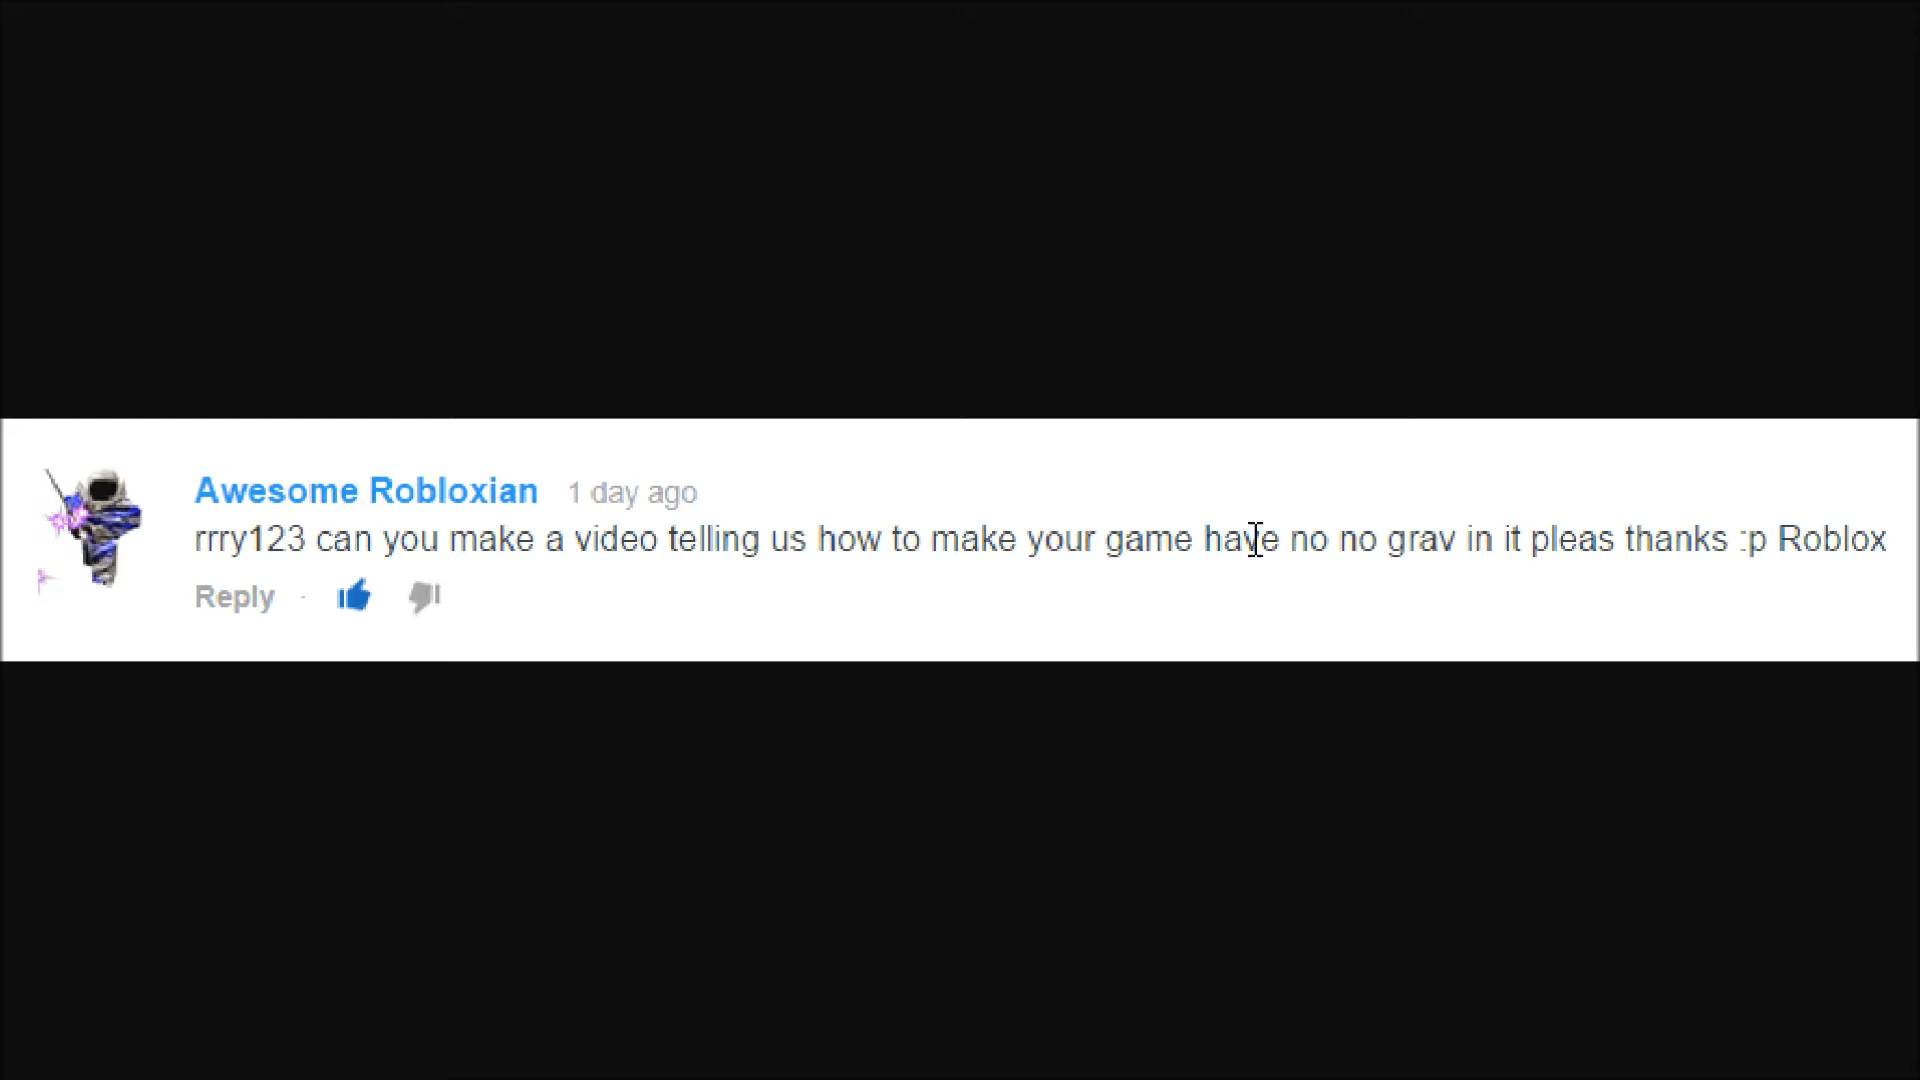 Awesome Robloxian 1 day ago
rrry123 can you make a video telling us how to make your game have no no grav in it pleas thanks :p Roblox
Reply ·